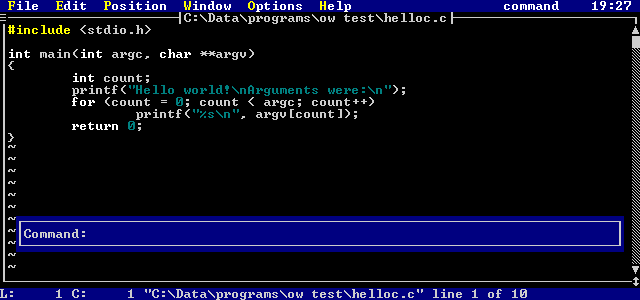 File Edit Position Window Options Help command 19:27
C:\Data\programs\ow test\helloc.c
#include <stdio.h>
int main(int argc, char **argv)
{
int count;
printf("Hello world!\nArguments were:\n");
for (count = 0; count < argc; count++)
printf("%s\n", argv[count]);
return 0;
}
~
~
~
~
~
~
~
~
Command:
~
~
~
L: 1 C: 1 "C:\Data\programs\ow test\helloc.c" line 1 of 10